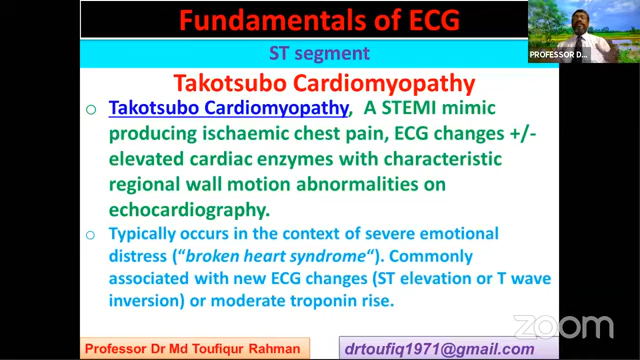 Fundamentals of ECG
PROFESSOR D...
ST segment
Takotsubo Cardiomyopathy
o Takotsubo Cardiomyopathy, A STEMI mimic
producing ischaemic chest pain, ECG changes +/-
elevated cardiac enzymes with characteristic
regional wall motion abnormalities on
echocardiography.
o Typically occurs in the context of severe emotional
distress (“broken heart syndrome“). Commonly
associated with new ECG changes (ST elevation or T wave
inversion) or moderate troponin rise.
zoom
Professor Dr Md Toufiqur Rahman
drtoufiq1971@gmail.com